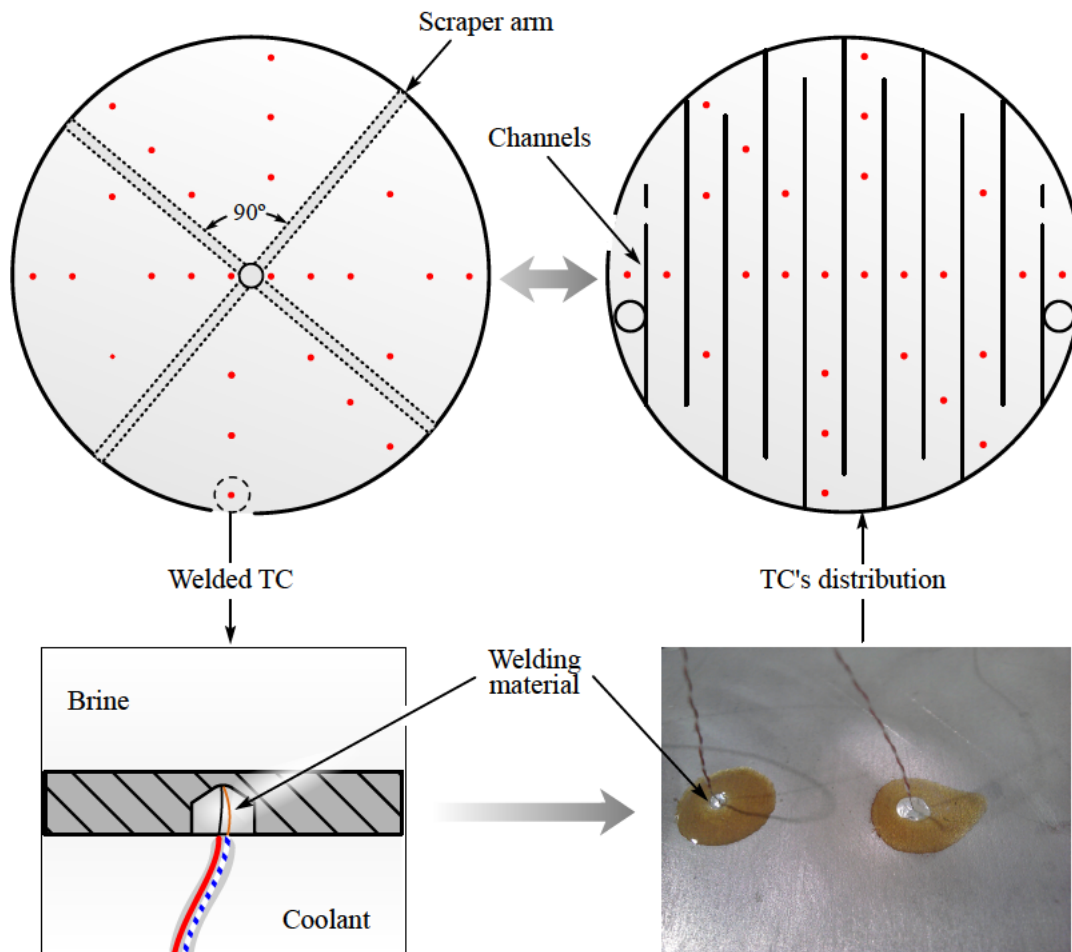 Scraper arm
Channels
90º
Welded TC
TC's distribution
Welding
material
Brine
Coolant